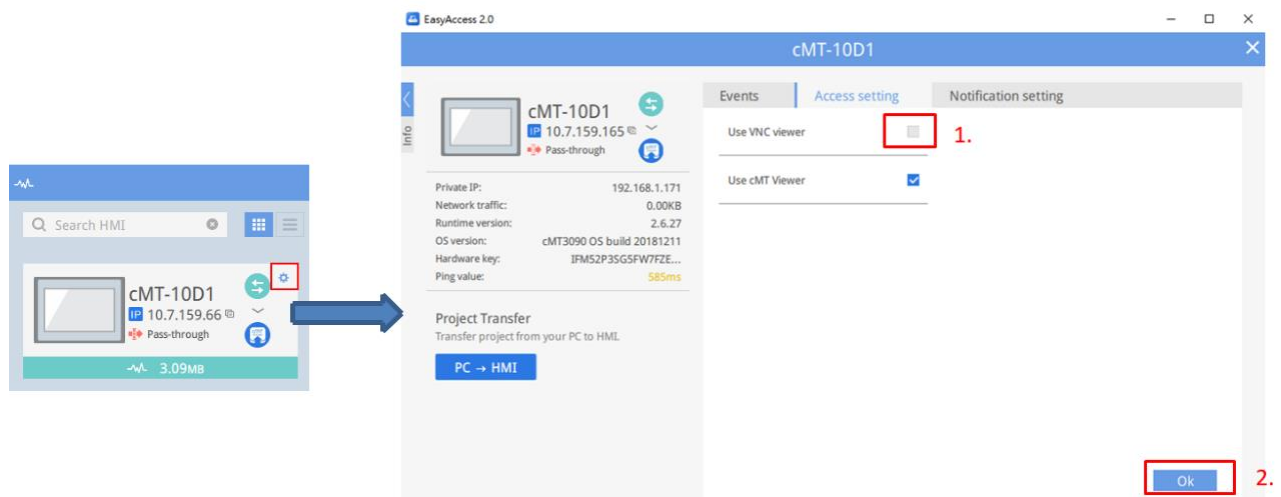 Search HMI
cMT-10D1
IP 10.7.159.66
Pass-through
3.09MB
EasyAccess 2.0
cMT-10D1
Info
cMT-10D1
IP 10.7.159.165
Pass-through
Private IP: 192.168.1.171
Network traffic: 0.00KB
Runtime version: 2.6.27
OS version: cMT3090 OS build 20181211
Hardware key: IFM52P3SG5FW7FZE...
Ping value: 585ms
Project Transfer
Transfer project from your PC to HMI.
PC → HMI
Events Access setting Notification setting
Use VNC viewer 1.
Use cMT Viewer
Ok 2.